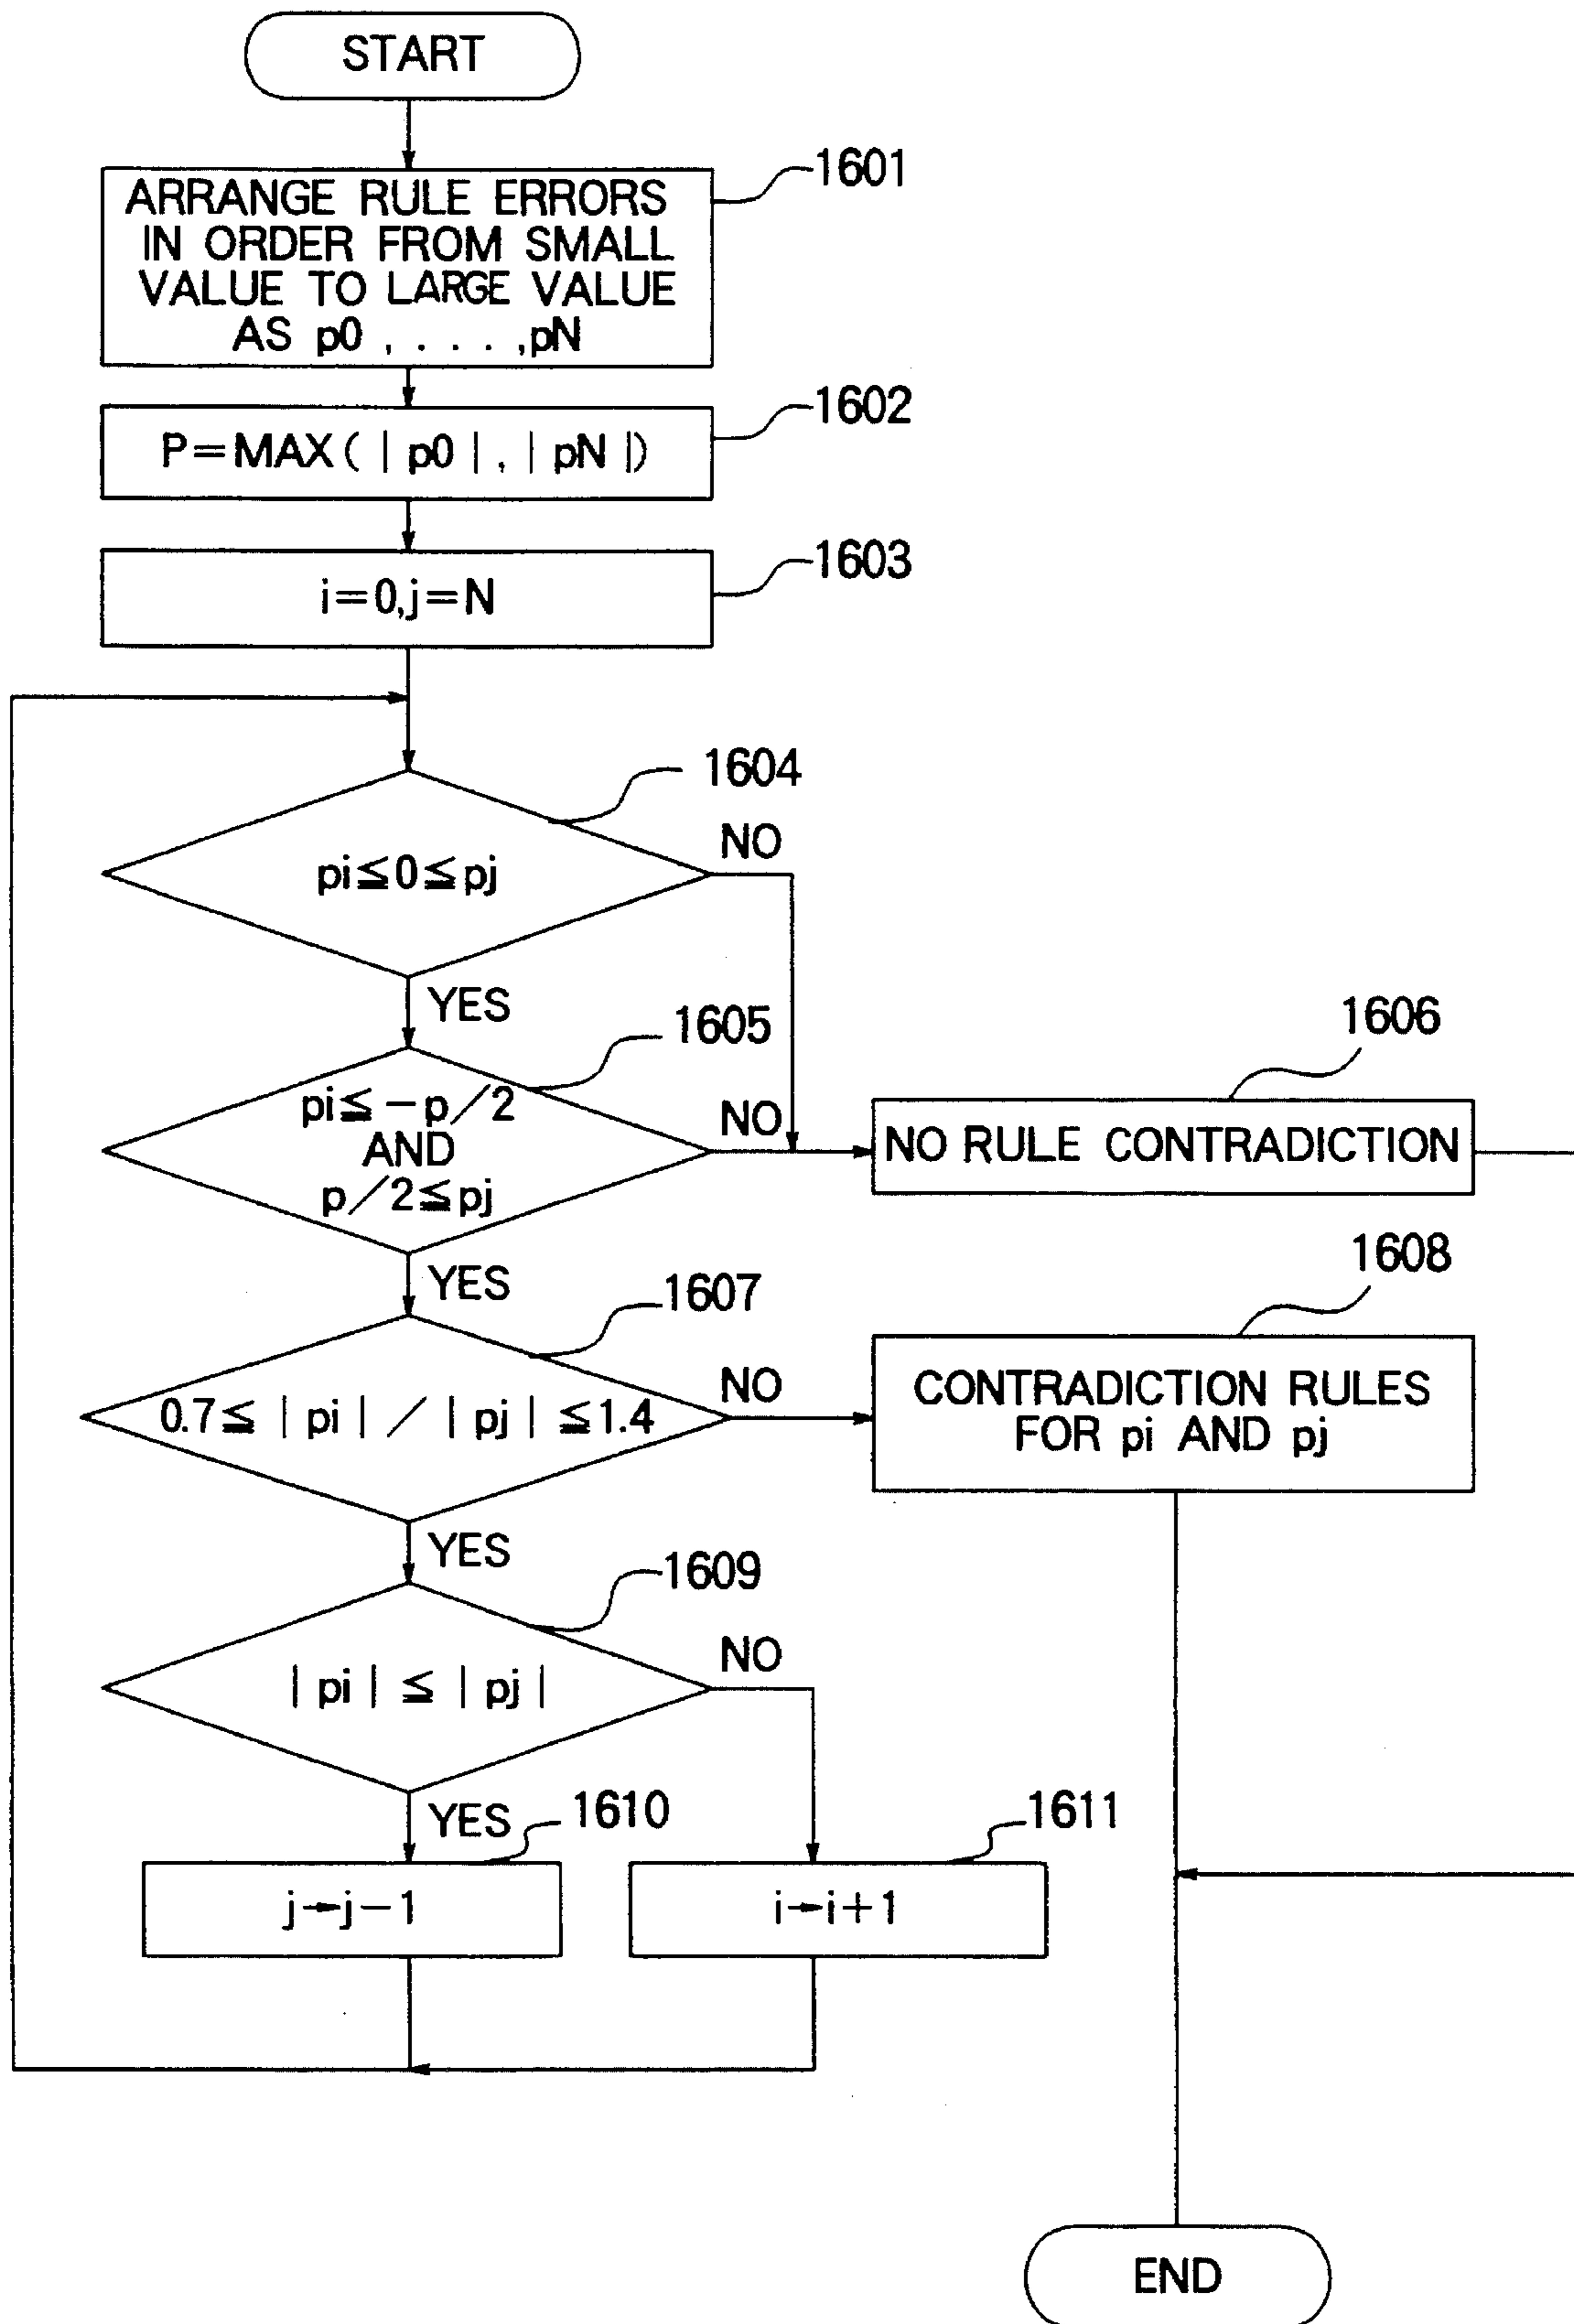 START
1601
ARRANGE RULE ERRORS
IN ORDER FROM SMALL
VALUE TO LARGE VALUE
AS p0 , . . . . ,pN
1602
P=MAX( | p0 | , | pN | )
1603
i=0,j=N
1604
pi≦0≦pj
NO
YES
1605
pi≦-p/2
AND
p/2≦pj
NO
1606
NO RULE CONTRADICTION
YES
1607
0.7≦ | pi | / | pj | ≦1.4
NO
1608
CONTRADICTION RULES
FOR pi AND pj
YES
1609
| pi | ≦ | pj |
NO
YES
1610
j→j-1
1611
i→i+1
END